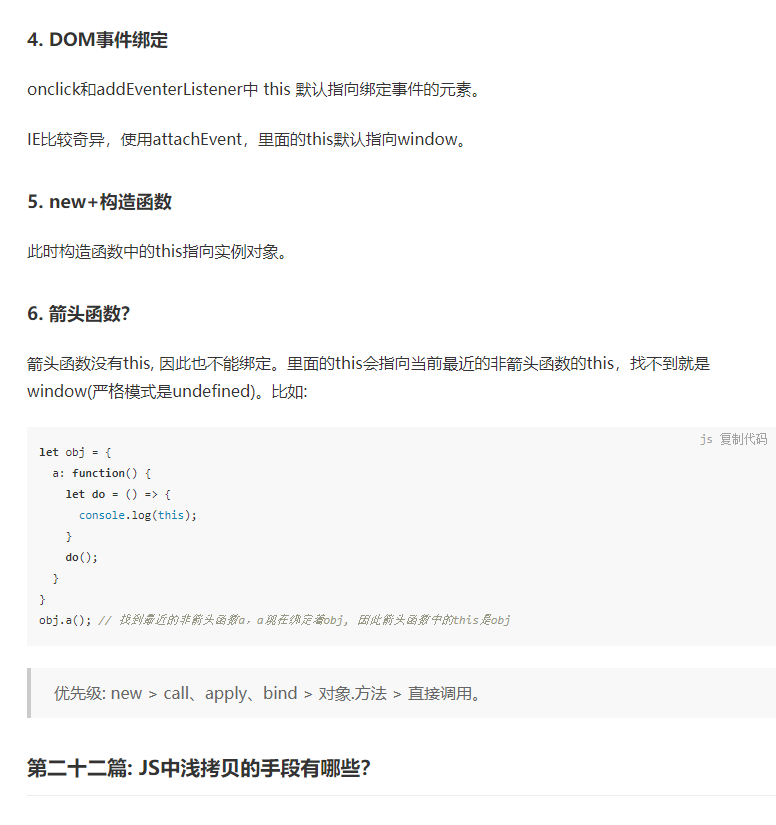 4. DOM事件绑定
onclick和addEventerListener中 this 默认指向绑定事件的元素。
IE比较奇异，使用attachEvent，里面的this默认指向window。
5. new+构造函数
此时构造函数中的this指向实例对象。
6. 箭头函数?
箭头函数没有this, 因此也不能绑定。里面的this会指向当前最近的非箭头函数的this，找不到就是
window(严格模式是undefined)。比如:
js 复制代码
let obj = {
  a: function() {
    let do = () => {
      console.log(this);
    }
    do();
  }
}
obj.a(); // 找到最近的非箭头函数a，a现在绑定着obj, 因此箭头函数中的this是obj
优先级: new > call、apply、bind > 对象.方法 > 直接调用。
第二十二篇: JS中浅拷贝的手段有哪些?